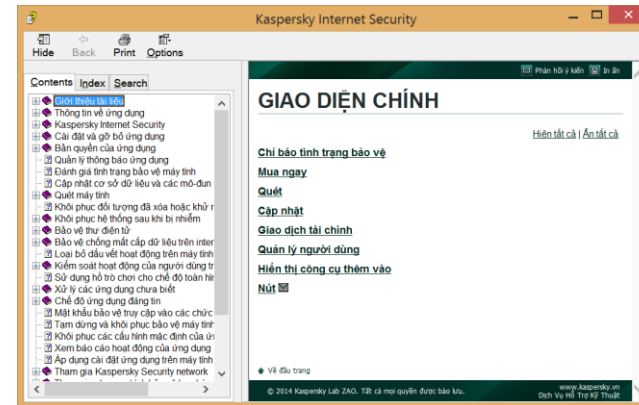 Kaspersky Internet Security
Hide Back Print Options
Contents Index Search
Giới thiệu tài liệu
Thông tin về ứng dụng
Kaspersky Internet Security
Cài đặt và gỡ bỏ ứng dụng
Bản quyền của ứng dụng
Quản lý thông báo ứng dụng
Đánh giá tình trạng bảo vệ máy tính
Cập nhật cơ sở dữ liệu và các mô-đun
Quét máy tính
Khôi phục đối tượng đã xóa hoặc khử r
Khôi phục hệ thống sau khi bị nhiễm
Bảo vệ thư điện tử
Bảo vệ chống mất cắp dữ liệu trên inter
Loại bỏ dấu vết hoạt động trên máy tính
Kiểm soát hoạt động của người dùng tr
Sử dụng hỗ trợ chơi cho chế độ toàn hìn
Xử lý các ứng dụng chưa biết
Chế độ ứng dụng đáng tin
Mật khẩu bảo vệ truy cập vào các chức
Tạm dừng và khôi phục bảo vệ máy tính
Khôi phục các cấu hình mặc định của ứ
Xem báo cáo hoạt động của ứng dụng
Áp dụng cài đặt ứng dụng trên máy tính
Tham gia Kaspersky Security network
Phản hồi ý kiến In ấn
GIAO DIỆN CHÍNH
Hiện tất cả | Ẩn tất cả
Chỉ báo tình trạng bảo vệ
Mua ngay
Quét
Cập nhật
Giao dịch tài chính
Quản lý người dùng
Hiển thị công cụ thêm vào
Nút
Về đầu trang
© 2014 Kaspersky Lab ZAO. Tất cả mọi quyền được bảo lưu.
www.kaspersky.vn
Dịch Vụ Hỗ Trợ Kỹ Thuật